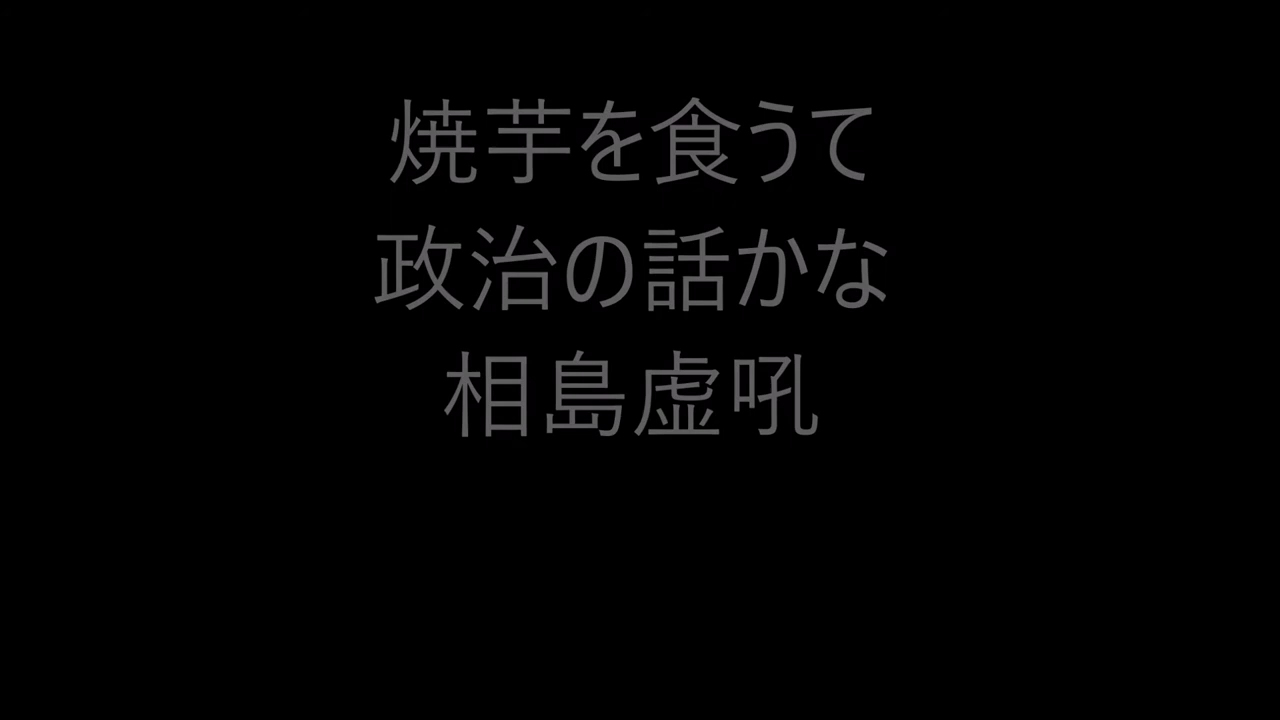 焼芋を食うて
政治の話かな
相島虚吼